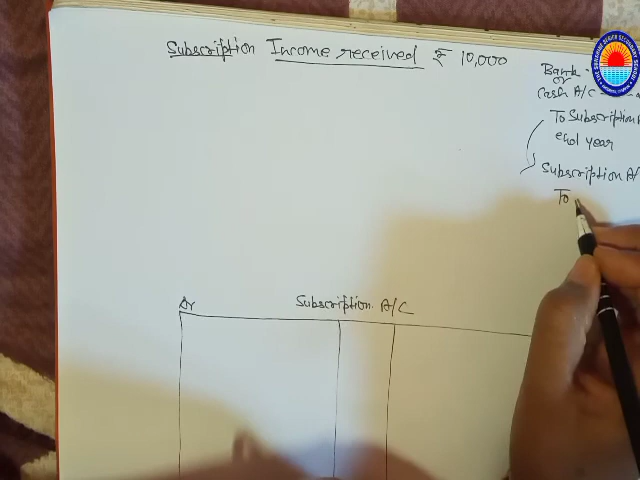 Subscription Income received ₹ 10,000
Bank
or
Cash A/C
To Subscription
end year
Subscription A/
To
Dr Subscription A/C